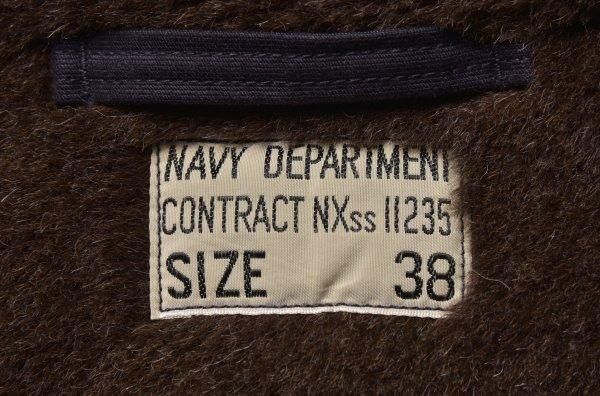 NAVY DEPARTMENT
CONTRACT NXss 11235
SIZE 38